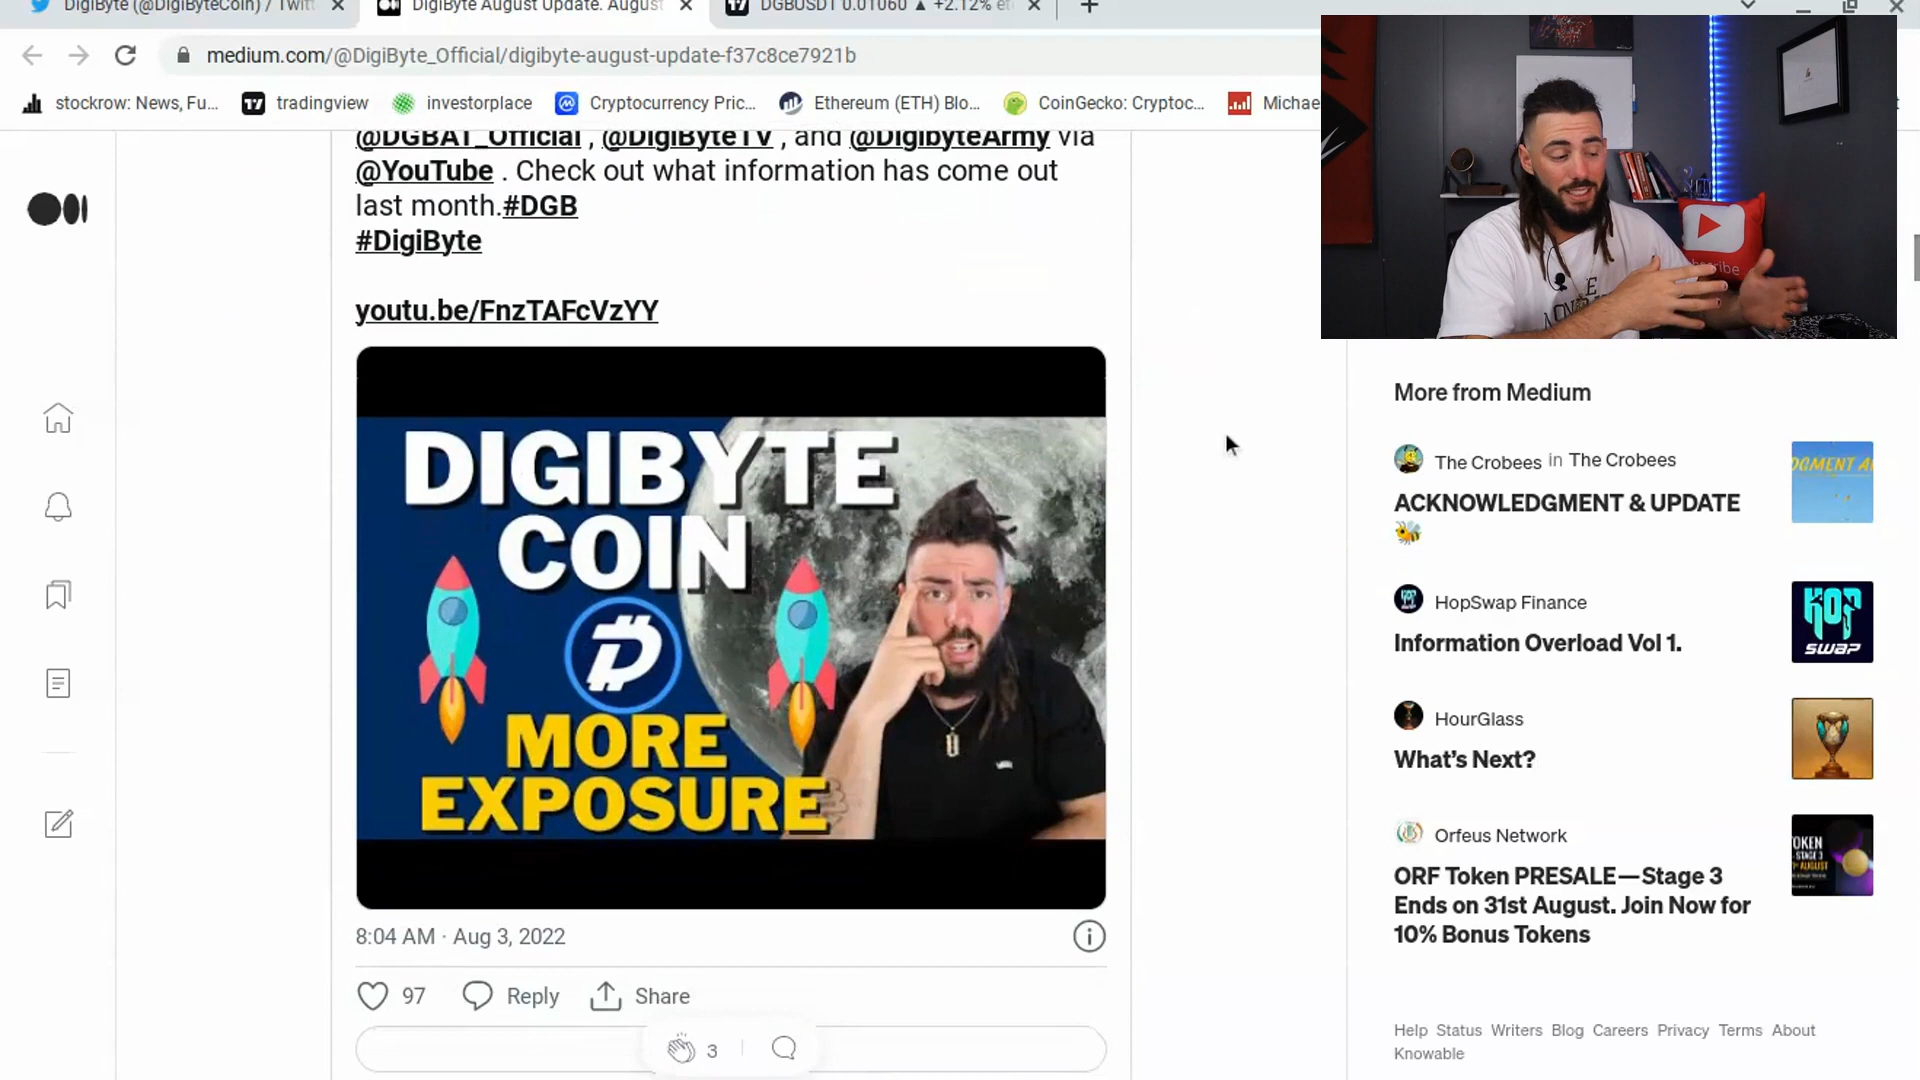 DigiByte (@DigiByteCoin) / Twitt
DigiByte August Update. August
DGBUSDT 0.01060 ▲ +2.12%
medium.com/@DigiByte_Official/digibyte-august-update-f37c8ce7921b
stockrow: News, Fu...
tradingview
investorplace
Cryptocurrency Pric...
Ethereum (ETH) Blo...
CoinGecko: Cryptoc...
Michae
@DGBAT_Official , @DigiByteTV , and @DigibyteArmy via
@YouTube . Check out what information has come out
last month.#DGB
#DigiByte
youtu.be/FnzTAFcVzYY
DIGIBYTE
COIN
MORE
EXPOSURE
8:04 AM · Aug 3, 2022
97
Reply
Share
3
More from Medium
The Crobees in The Crobees
ACKNOWLEDGMENT & UPDATE
🐝
HopSwap Finance
Information Overload Vol 1.
HOP
SWAP
HourGlass
What's Next?
Orfeus Network
ORF Token PRESALE—Stage 3
Ends on 31st August. Join Now for
10% Bonus Tokens
Help Status Writers Blog Careers Privacy Terms About
Knowable